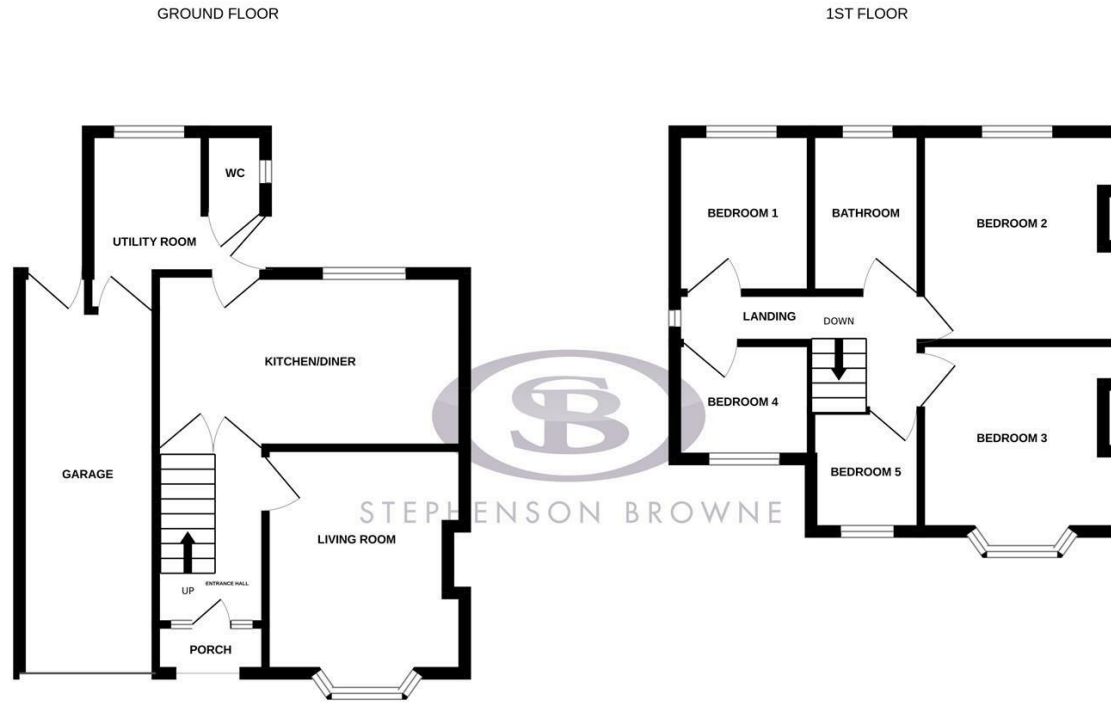 GROUND FLOOR
WC
UTILITY ROOM
KITCHEN/DINER
GARAGE
LIVING ROOM
UP
ENTRANCE HALL
PORCH
1ST FLOOR
BEDROOM 1
BATHROOM
BEDROOM 2
LANDING
DOWN
BEDROOM 4
BEDROOM 3
BEDROOM 5
SB
STEPHENSON BROWNE